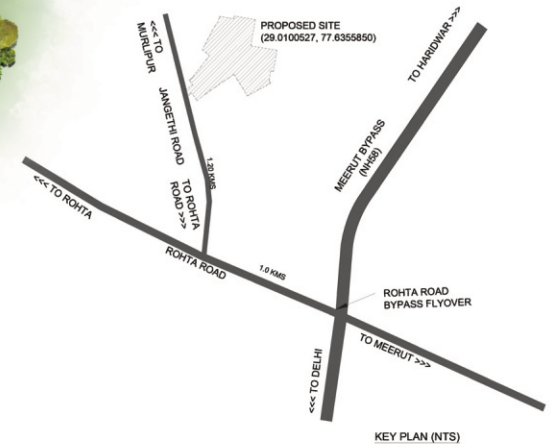 PROPOSED SITE
(29.0100527, 77.6355850)
<<< TO
MURLIPUR
JANGETHI ROAD
1.20 KMS
TO ROHTA
ROAD >>>
TO HARIDWAR >>>
MEERUT BYPASS
(NH58)
<<< TO ROHTA
ROHTA ROAD
1.0 KMS
ROHTA ROAD
BYPASS FLYOVER
TO MEERUT >>>
<<< TO DELHI
KEY PLAN (NTS)